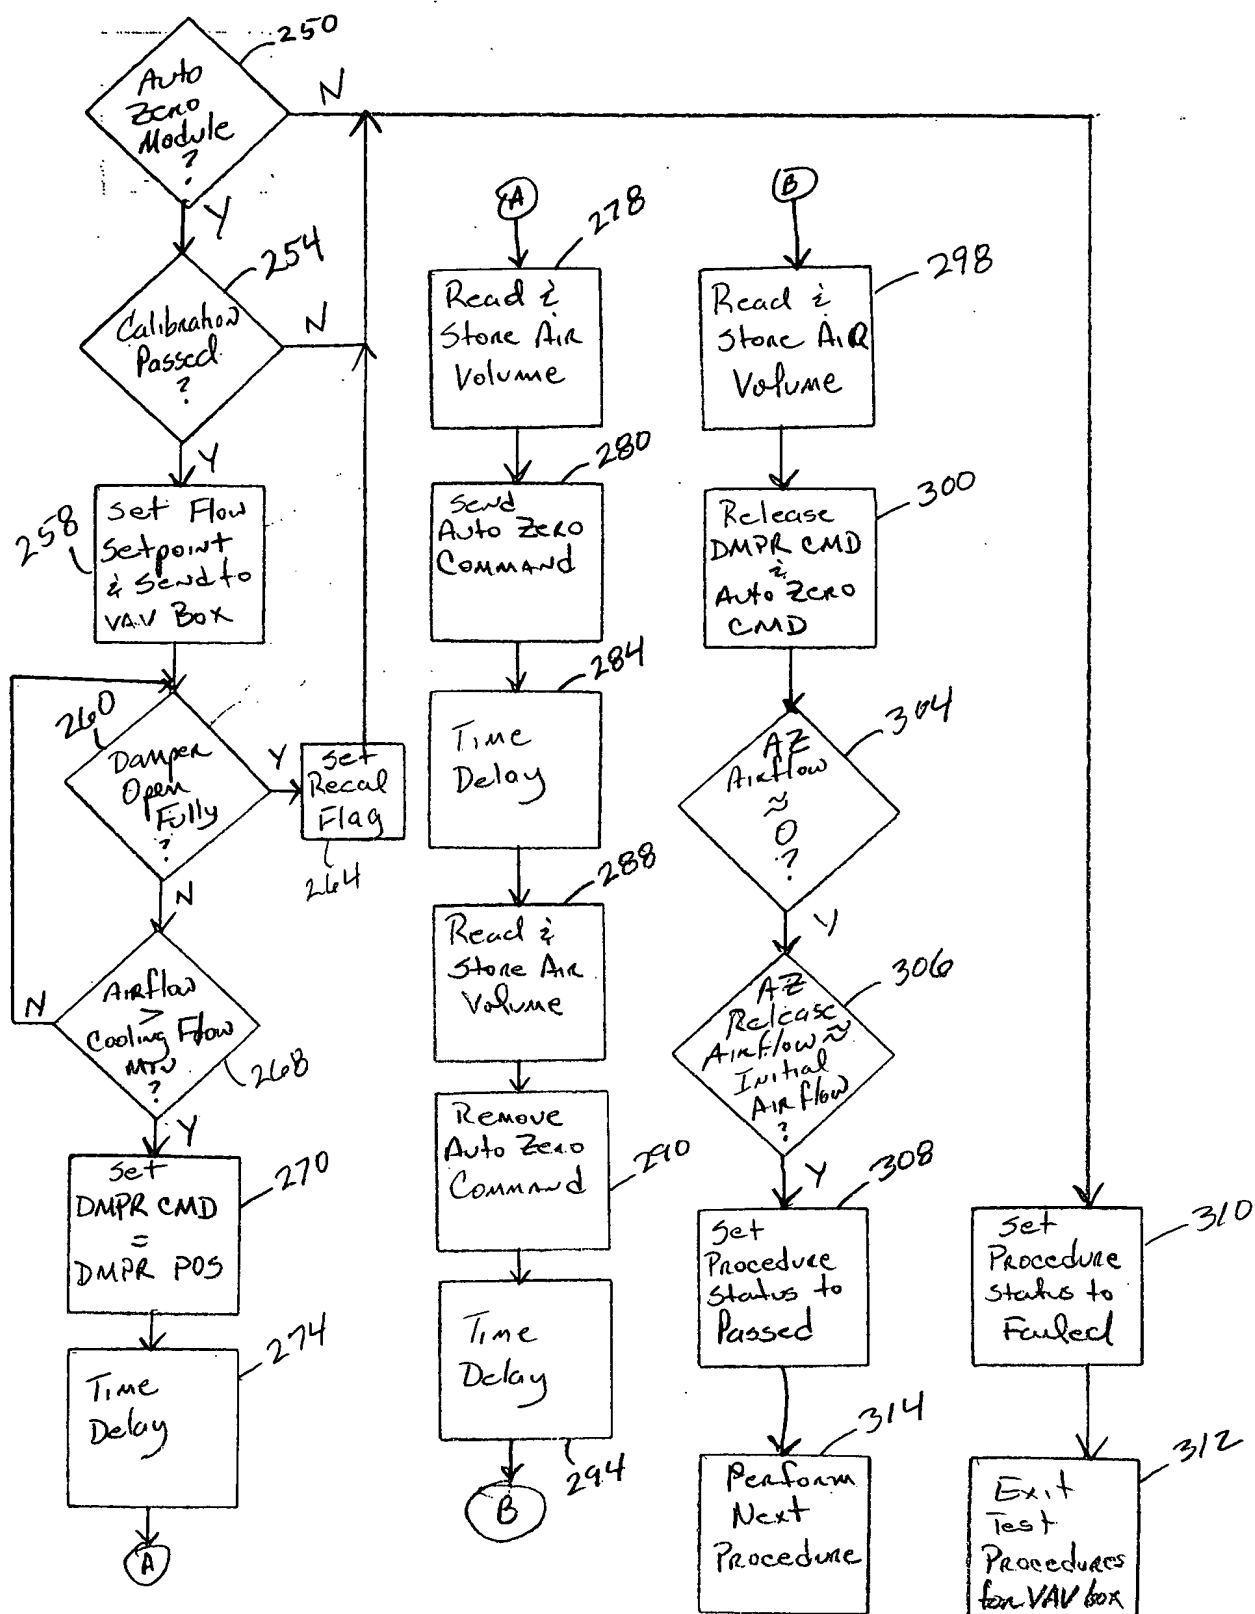 250
Auto
Zero
Module
?
N
Y
254
Calibration
Passed
?
N
Y
258
Set Flow
Setpoint
& Send to
VAV Box
260
Damper
Open
Fully
?
Y
Set
Recal
Flag
264
N
Airflow
>
Cooling Flow
MIN
?
N
268
Y
Set
DMPR CMD
=
DMPR POS
270
Time
Delay
274
A
A
278
Read &
Store Air
Volume
280
Send
Auto Zero
Command
284
Time
Delay
288
Read &
Store Air
Volume
Remove
Auto Zero
Command
290
Time
Delay
294
B
B
298
Read &
Store AIR
Volume
300
Release
DMPR CMD
&
Auto Zero
CMD
304
AZ
Airflow
≈
0
?
Y
306
AZ
Release
Airflow ≈
Initial
Airflow
?
Y
308
Set
Procedure
Status to
Passed
314
Perform
Next
Procedure
310
Set
Procedure
Status to
Failed
312
Exit
Test
Procedures
for VAV box